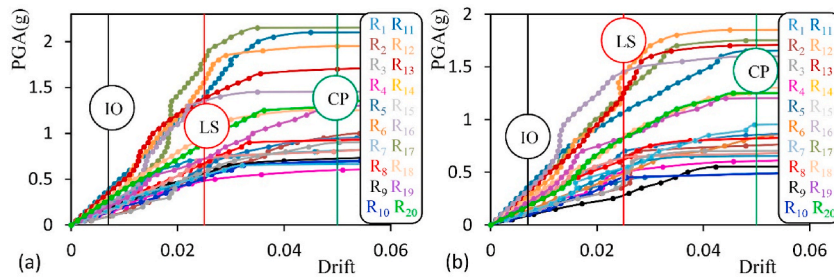 PGA(g)
2
1.5
1
0.5
0
IO
LS
CP
R1 R11
R2 R12
R3 R13
R4 R14
R5 R15
R6 R16
R7 R17
R8 R18
R9 R19
R10 R20
0 0.02 0.04 0.06
(a) Drift
PGA(g)
2
1.5
1
0.5
0
IO
LS
CP
R1 R11
R2 R12
R3 R13
R4 R14
R5 R15
R6 R16
R7 R17
R8 R18
R9 R19
R10 R20
0 0.02 0.04 0.06
(b) Drift